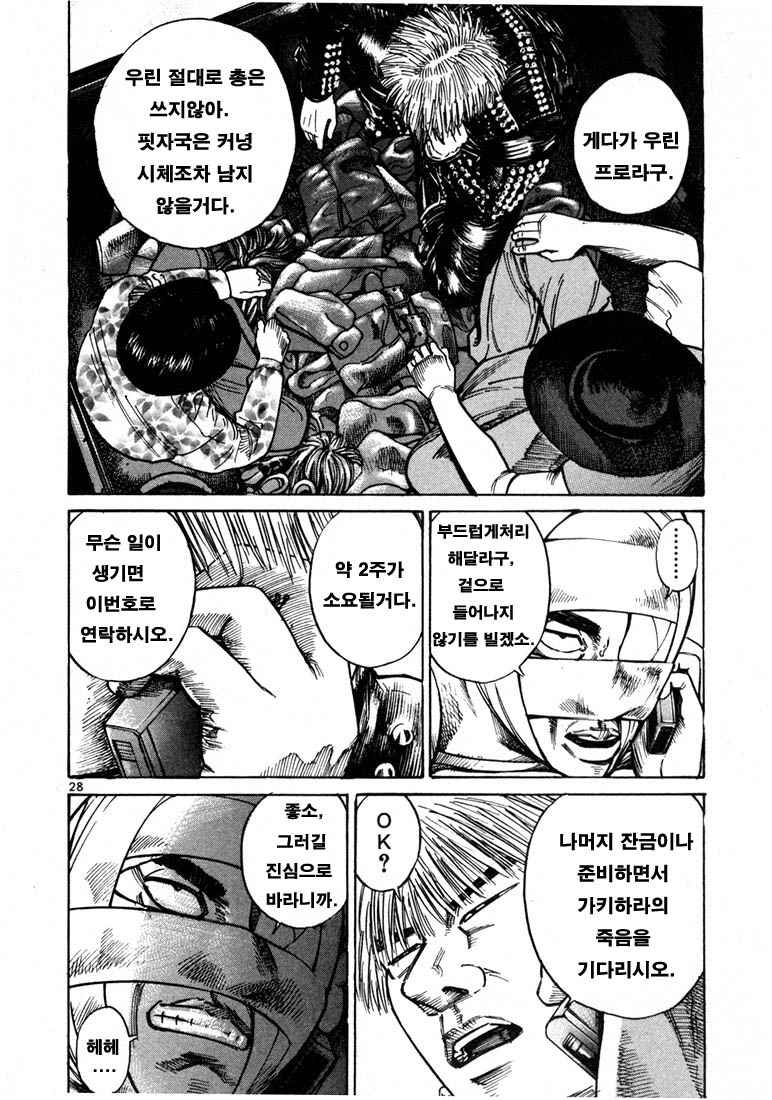 게다가 우린
프로라구.
우린 절대로 총은
쓰지않아.
핏자국은 커녕
시체조차 남지
않을거다.
………
부드럽게처리
해달라구,
겉으로
들어나지
않기를 빌겠소.
약 2주가
소요될거다.
무슨 일이
생기면
이번호로
연락하시오.
28
나머지 잔금이나
준비하면서
가키하라의
죽음을
기다리시오.
OK?
좋소,
그러길
진심으로
바라니까.
헤헤
····